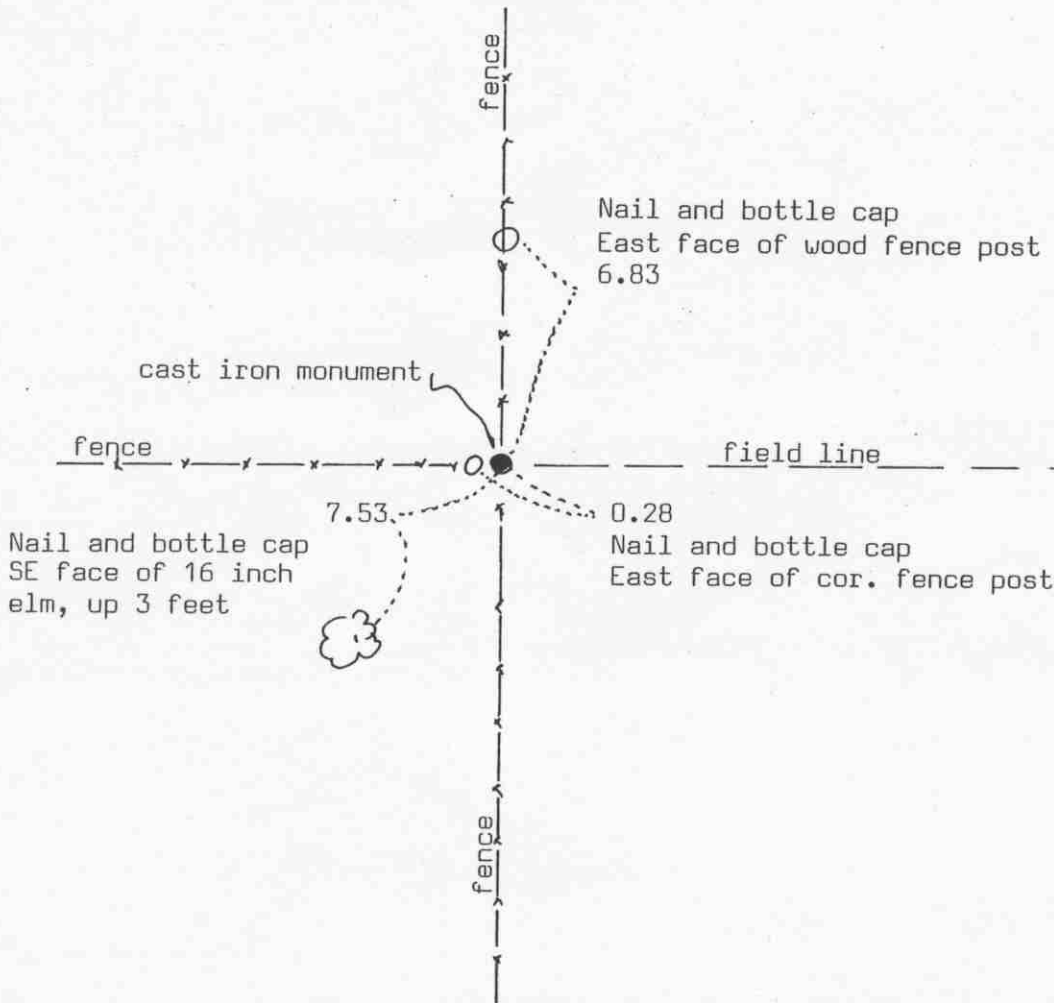 fence
Nail and bottle cap
East face of wood fence post
6.83
cast iron monument
fence
field line
7.53
0.28
Nail and bottle cap
SE face of 16 inch
elm, up 3 feet
Nail and bottle cap
East face of cor. fence post
fence